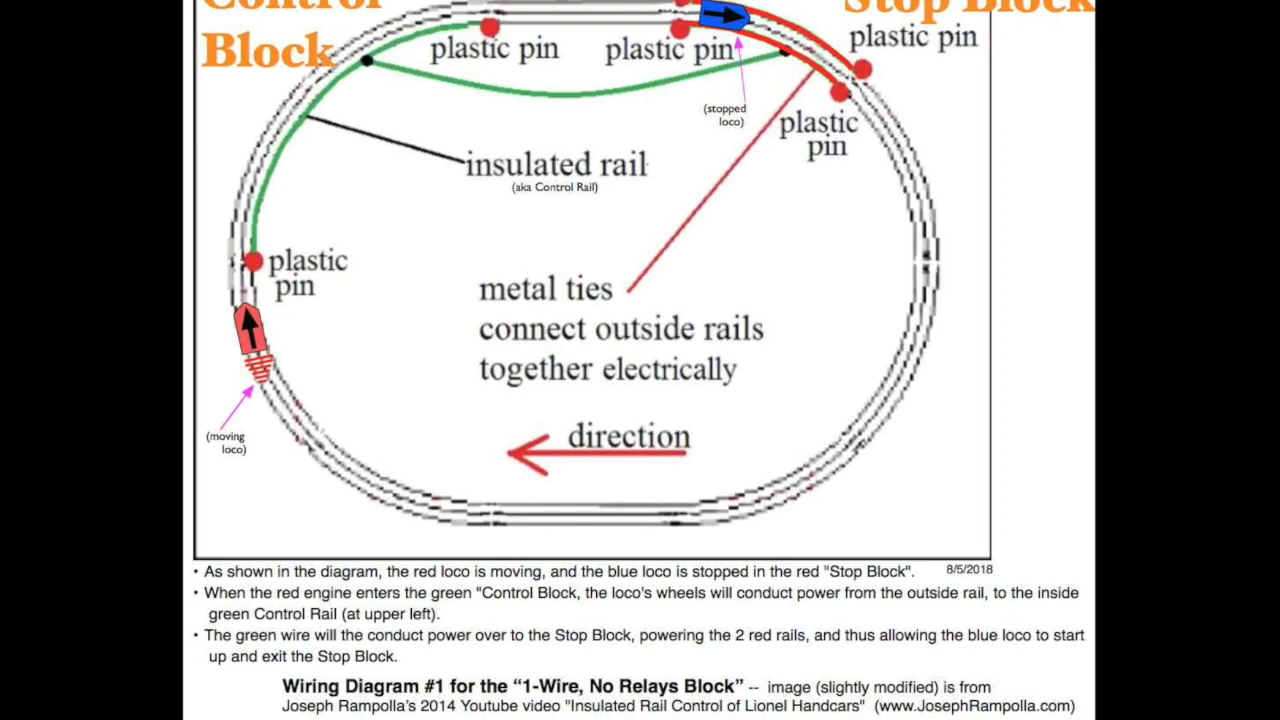 Control
Block
Stop Block
plastic pin
plastic pin
plastic pin
(stopped
loco)
plastic
pin
insulated rail
(aka Control Rail)
plastic
pin
metal ties
connect outside rails
together electrically
direction
(moving
loco)
• As shown in the diagram, the red loco is moving, and the blue loco is stopped in the red "Stop Block".
8/5/2018
• When the red engine enters the green "Control Block, the loco's wheels will conduct power from the outside rail, to the inside
green Control Rail (at upper left).
• The green wire will the conduct power over to the Stop Block, powering the 2 red rails, and thus allowing the blue loco to start
up and exit the Stop Block.
Wiring Diagram #1 for the “1-Wire, No Relays Block” -- image (slightly modified) is from
Joseph Rampolla's 2014 Youtube video "Insulated Rail Control of Lionel Handcars" (www.JosephRampolla.com)